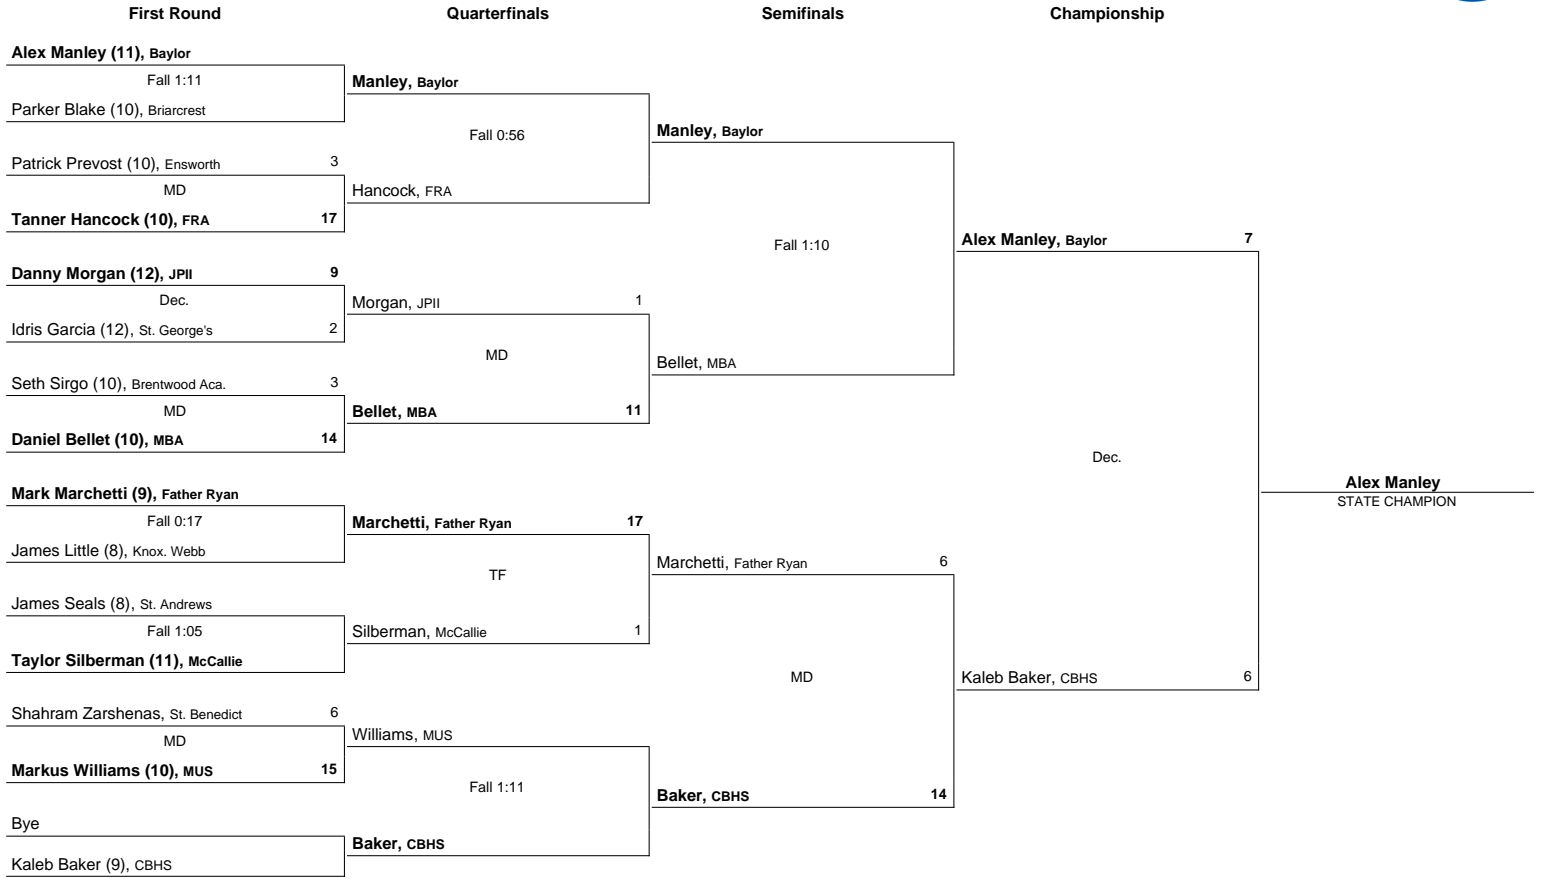 First Round Quarterfinals Semifinals Championship
Alex Manley (11), Baylor
Fall 1:11
Parker Blake (10), Briarcrest
Patrick Prevost (10), Ensworth 3
MD
Tanner Hancock (10), FRA 17
Danny Morgan (12), JPII 9
Dec.
Idris Garcia (12), St. George's 2
Seth Sirgo (10), Brentwood Aca. 3
MD
Daniel Bellet (10), MBA 14
Mark Marchetti (9), Father Ryan
Fall 0:17
James Little (8), Knox. Webb
James Seals (8), St. Andrews
Fall 1:05
Taylor Silberman (11), McCallie
Shahram Zarshenas, St. Benedict 6
MD
Markus Williams (10), MUS 15
Bye
Kaleb Baker (9), CBHS
Manley, Baylor
Fall 0:56
Hancock, FRA
Morgan, JPII 1
MD
Bellet, MBA 11
Marchetti, Father Ryan 17
TF
Silberman, McCallie 1
Williams, MUS
Fall 1:11
Baker, CBHS
Manley, Baylor
Fall 1:10
Bellet, MBA
Marchetti, Father Ryan 6
MD
Baker, CBHS 14
Alex Manley, Baylor 7
Dec.
Kaleb Baker, CBHS 6
Alex Manley
STATE CHAMPION